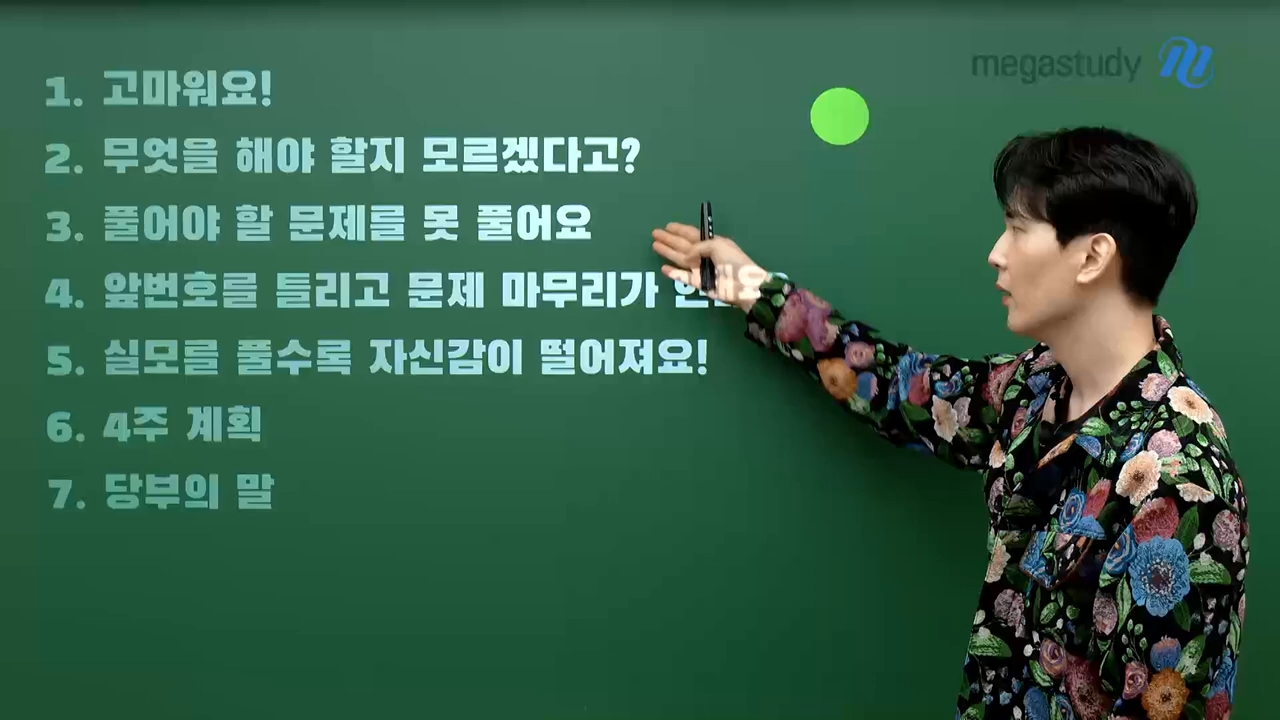 megastudy
1. 고마워요!
2. 무엇을 해야 할지 모르겠다고?
3. 풀어야 할 문제를 못 풀어요
4. 앞번호를 틀리고 문제 마무리가
5. 실모를 풀수록 자신감이 떨어져요!
6. 4주 계획
7. 당부의 말